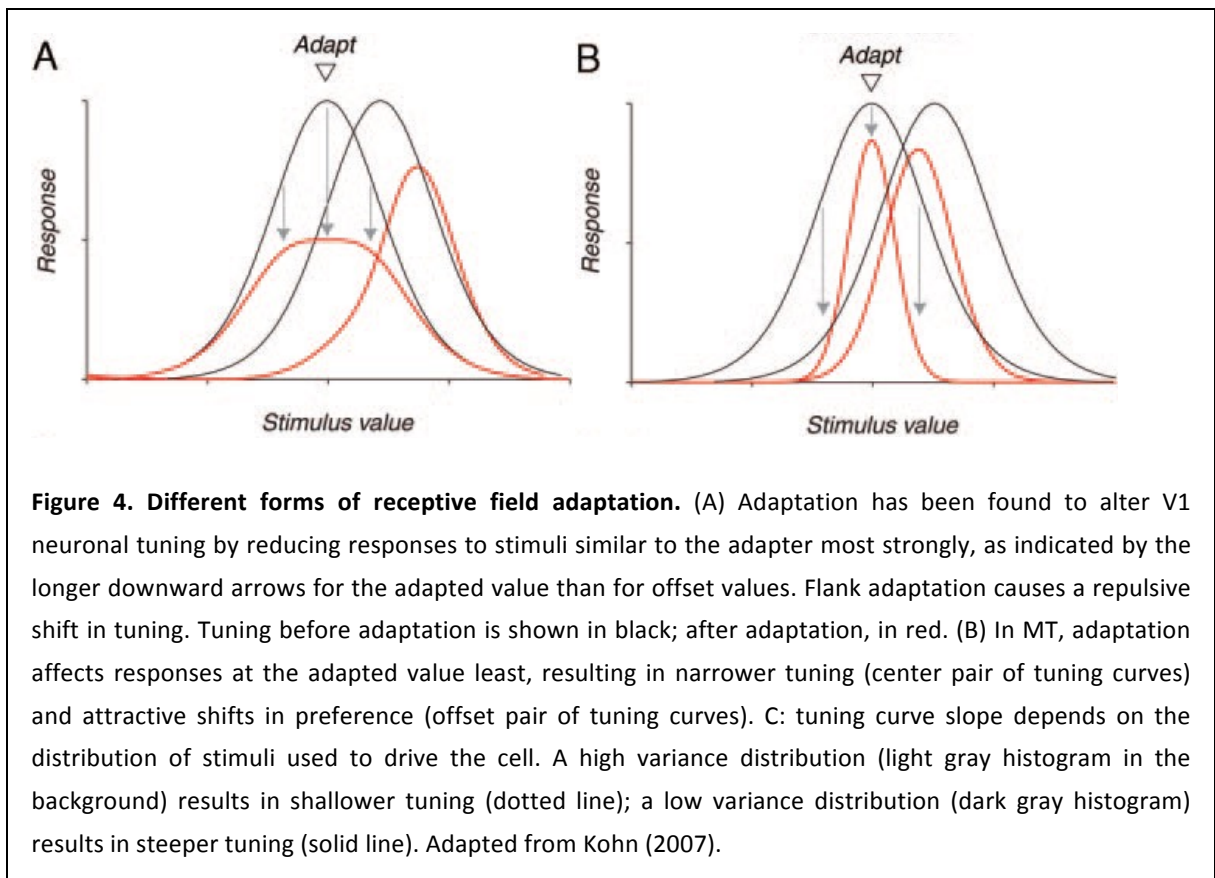 A
Adapt
Response
Stimulus value
B
Adapt
Response
Stimulus value
Figure 4. Different forms of receptive field adaptation. (A) Adaptation has been found to alter V1
neuronal tuning by reducing responses to stimuli similar to the adapter most strongly, as indicated by the
longer downward arrows for the adapted value than for offset values. Flank adaptation causes a repulsive
shift in tuning. Tuning before adaptation is shown in black; after adaptation, in red. (B) In MT, adaptation
affects responses at the adapted value least, resulting in narrower tuning (center pair of tuning curves)
and attractive shifts in preference (offset pair of tuning curves). C: tuning curve slope depends on the
distribution of stimuli used to drive the cell. A high variance distribution (light gray histogram in the
background) results in shallower tuning (dotted line); a low variance distribution (dark gray histogram)
results in steeper tuning (solid line). Adapted from Kohn (2007).